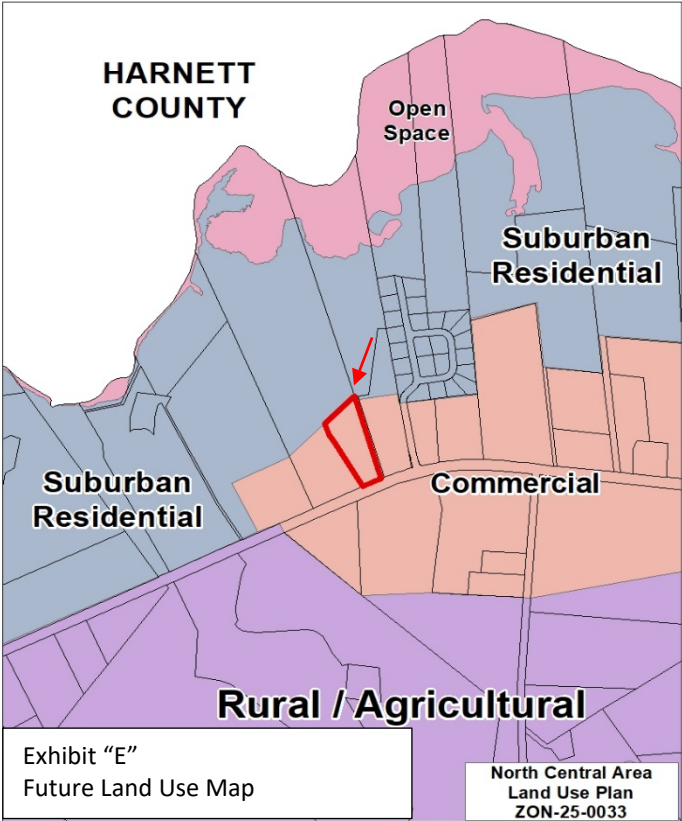 HARNETT
COUNTY
Open
Space
Suburban
Residential
Suburban
Residential
Commercial
Rural / Agricultural
Exhibit “E”
Future Land Use Map
North Central Area
Land Use Plan
ZON-25-0033